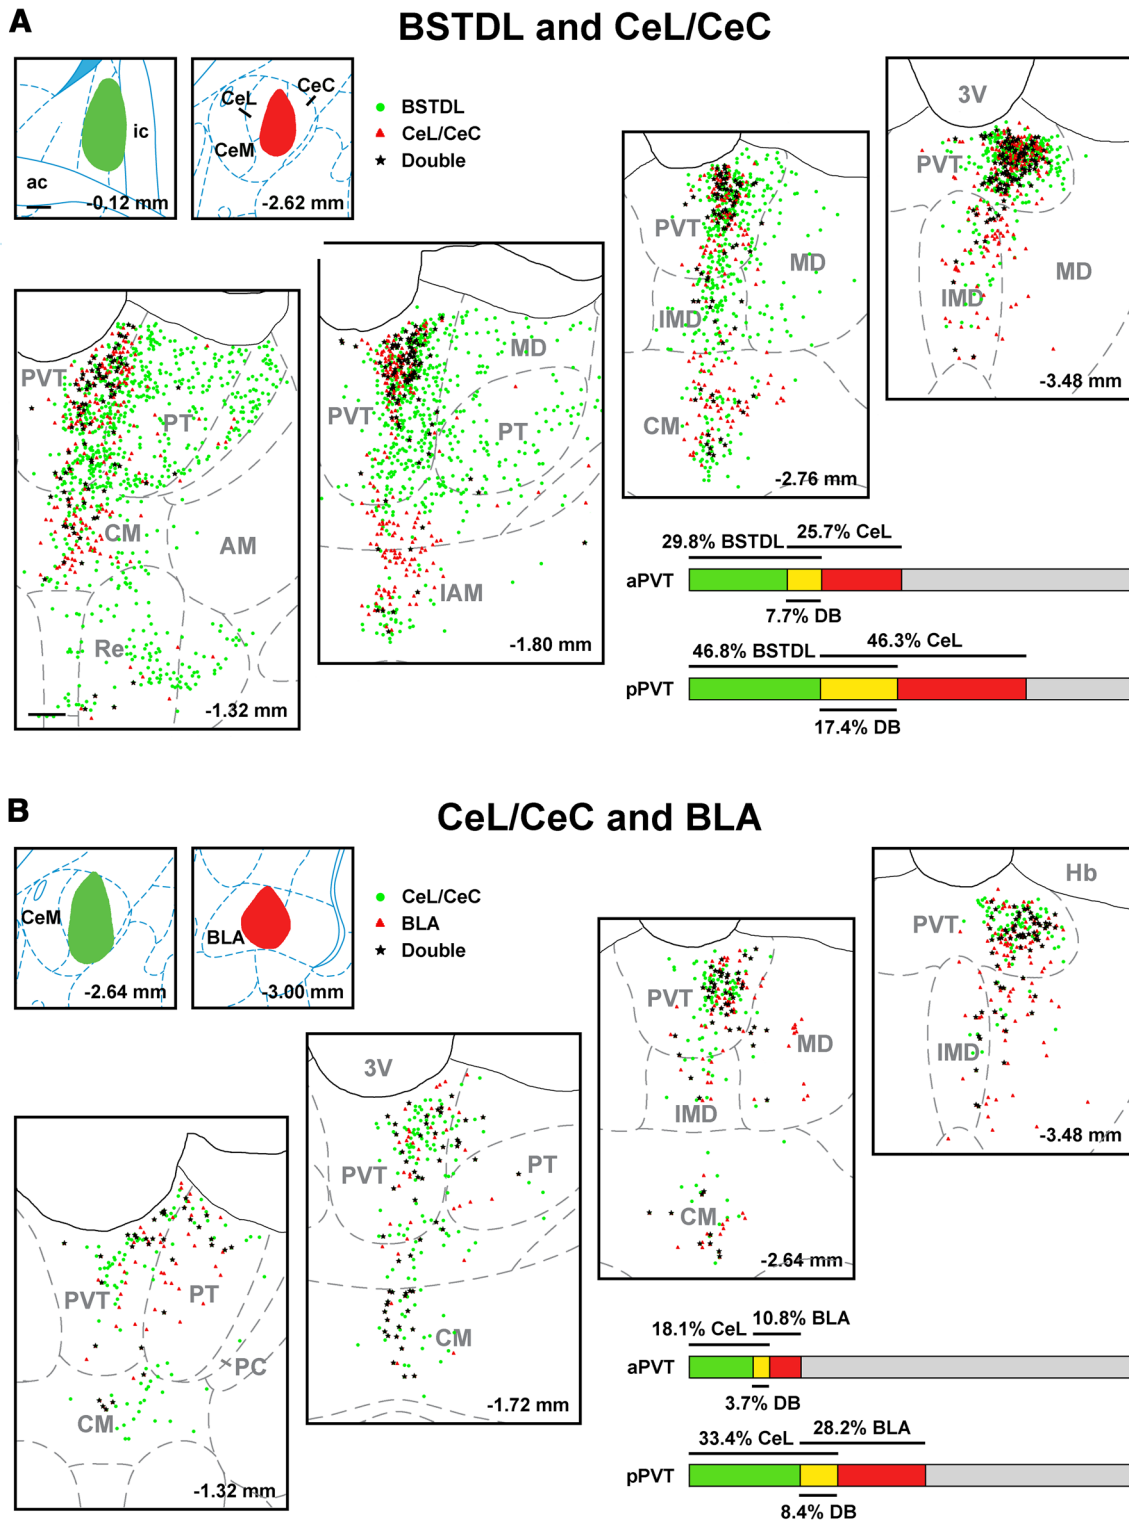 A
BSTDL and CeL/CeC
ic
ac
-0.12 mm
CeL
CeC
CeM
-2.62 mm
BSTDL
CeL/CeC
Double
PVT
PT
CM
AM
Re
-1.32 mm
MD
PVT
PT
IAM
-1.80 mm
PVT
MD
IMD
CM
-2.76 mm
3V
PVT
MD
IMD
-3.48 mm
29.8% BSTDL
25.7% CeL
aPVT
7.7% DB
46.8% BSTDL
46.3% CeL
pPVT
17.4% DB
B
CeL/CeC and BLA
CeM
-2.64 mm
BLA
-3.00 mm
CeL/CeC
BLA
Double
PVT
PT
PC
CM
-1.32 mm
3V
PVT
PT
CM
-1.72 mm
PVT
MD
IMD
CM
-2.64 mm
Hb
PVT
IMD
-3.48 mm
18.1% CeL
10.8% BLA
aPVT
3.7% DB
33.4% CeL
28.2% BLA
pPVT
8.4% DB